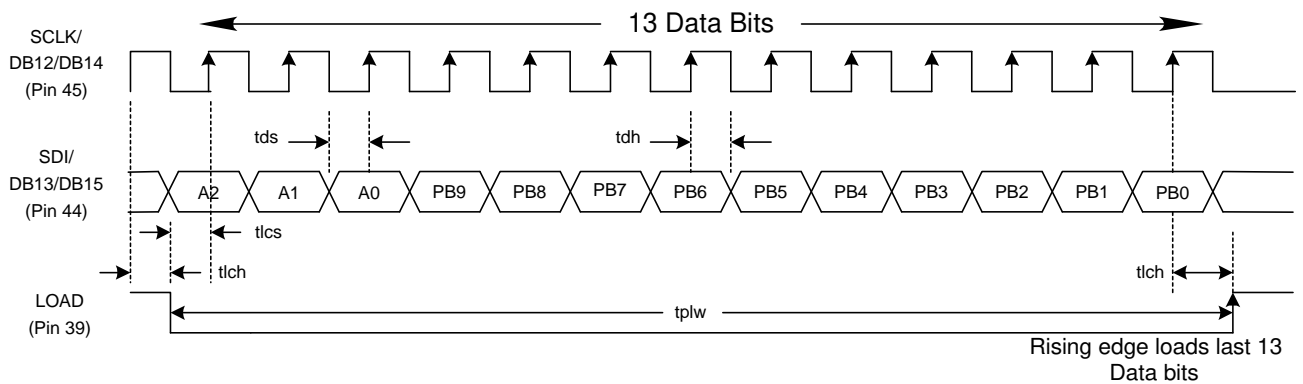 13 Data Bits
SCLK/
DB12/DB14
(Pin 45)
tds
tdh
SDI/
DB13/DB15
(Pin 44)
A2 A1 A0 PB9 PB8 PB7 PB6 PB5 PB4 PB3 PB2 PB1 PB0
tlcs
tlch
tlch
LOAD
(Pin 39)
tplw
Rising edge loads last 13
Data bits